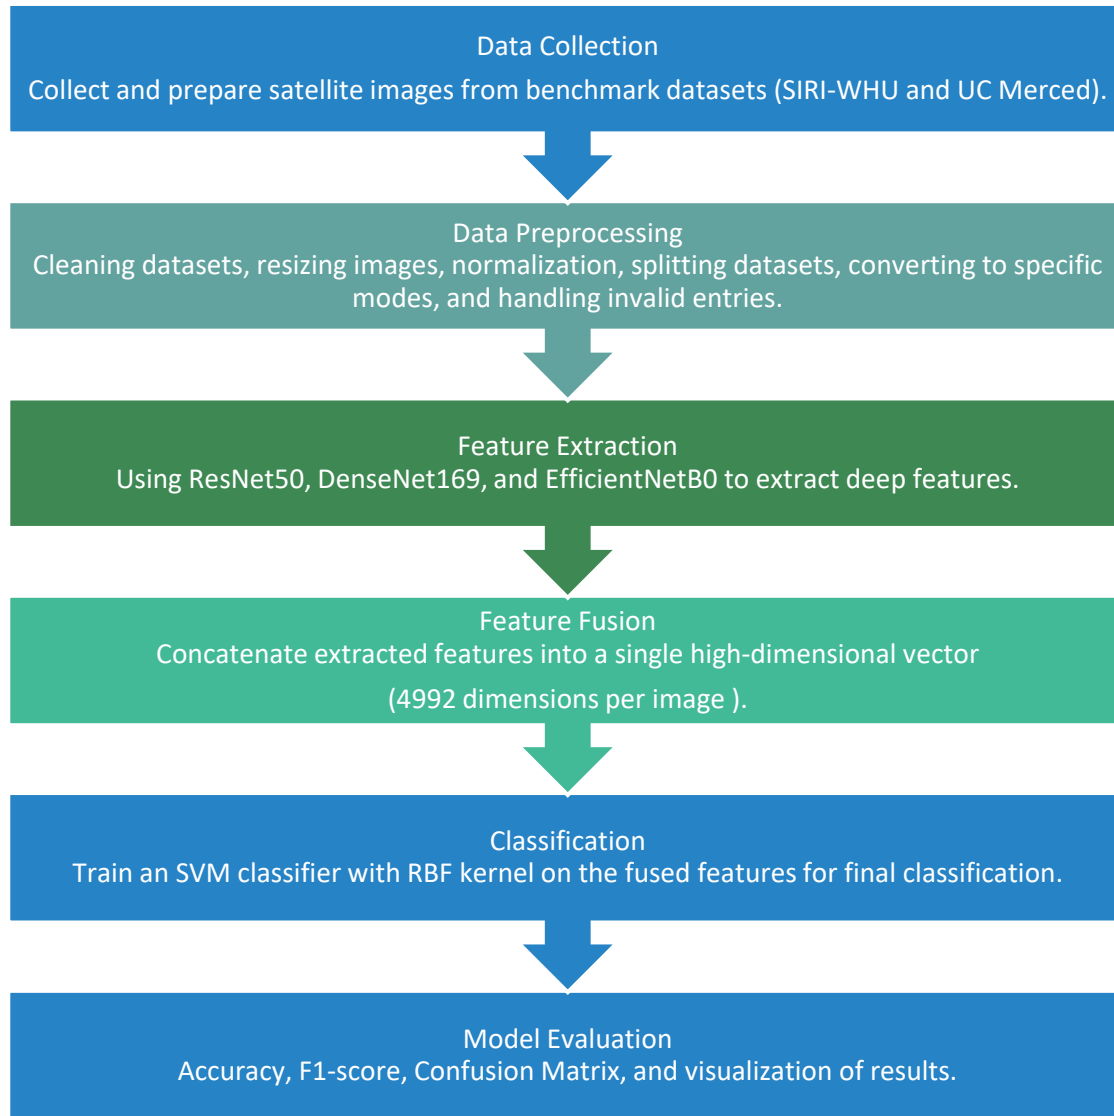 Data Collection
Collect and prepare satellite images from benchmark datasets (SIRI-WHU and UC Merced).
Data Preprocessing
Cleaning datasets, resizing images, normalization, splitting datasets, converting to specific
modes, and handling invalid entries.
Feature Extraction
Using ResNet50, DenseNet169, and EfficientNetB0 to extract deep features.
Feature Fusion
Concatenate extracted features into a single high-dimensional vector
(4992 dimensions per image ).
Classification
Train an SVM classifier with RBF kernel on the fused features for final classification.
Model Evaluation
Accuracy, F1-score, Confusion Matrix, and visualization of results.